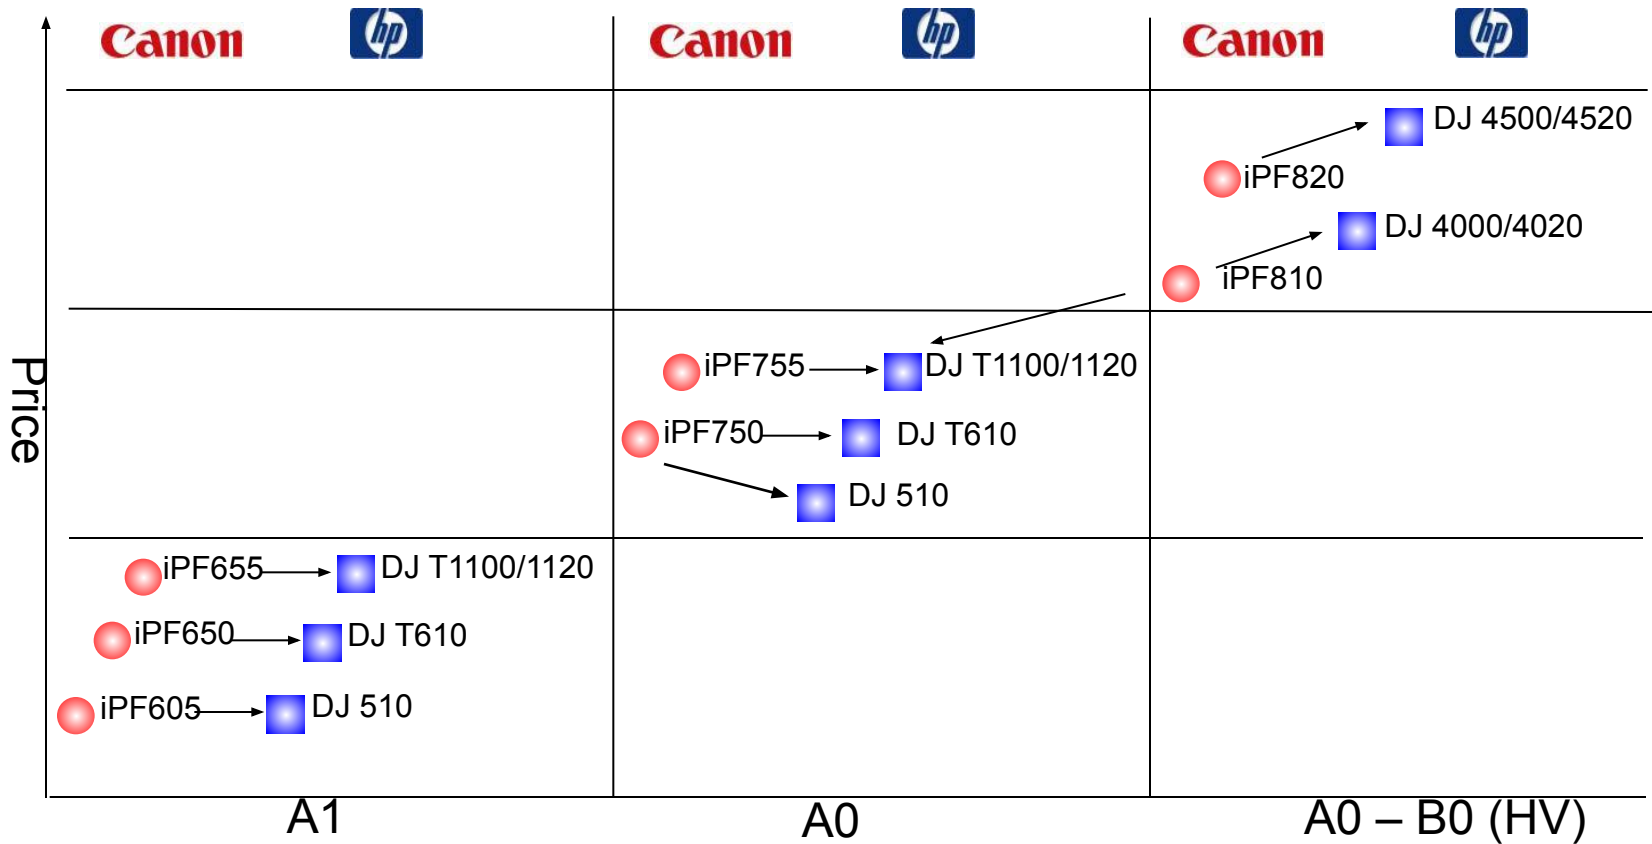 Canon
hp
Canon
hp
Canon
hp
DJ 4500/4520
iPF820
DJ 4000/4020
iPF810
Price
iPF755
DJ T1100/1120
iPF750
DJ T610
DJ 510
iPF655
DJ T1100/1120
iPF650
DJ T610
iPF605
DJ 510
A1
A0
A0 – B0 (HV)